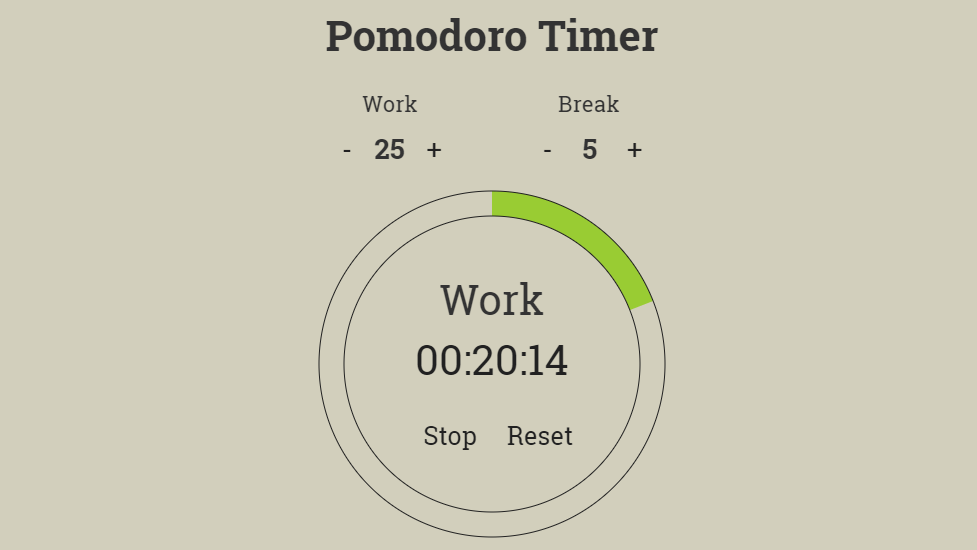 Pomodoro Timer
Work Break
- 25 + - 5 +
Work
00:20:14
Stop Reset